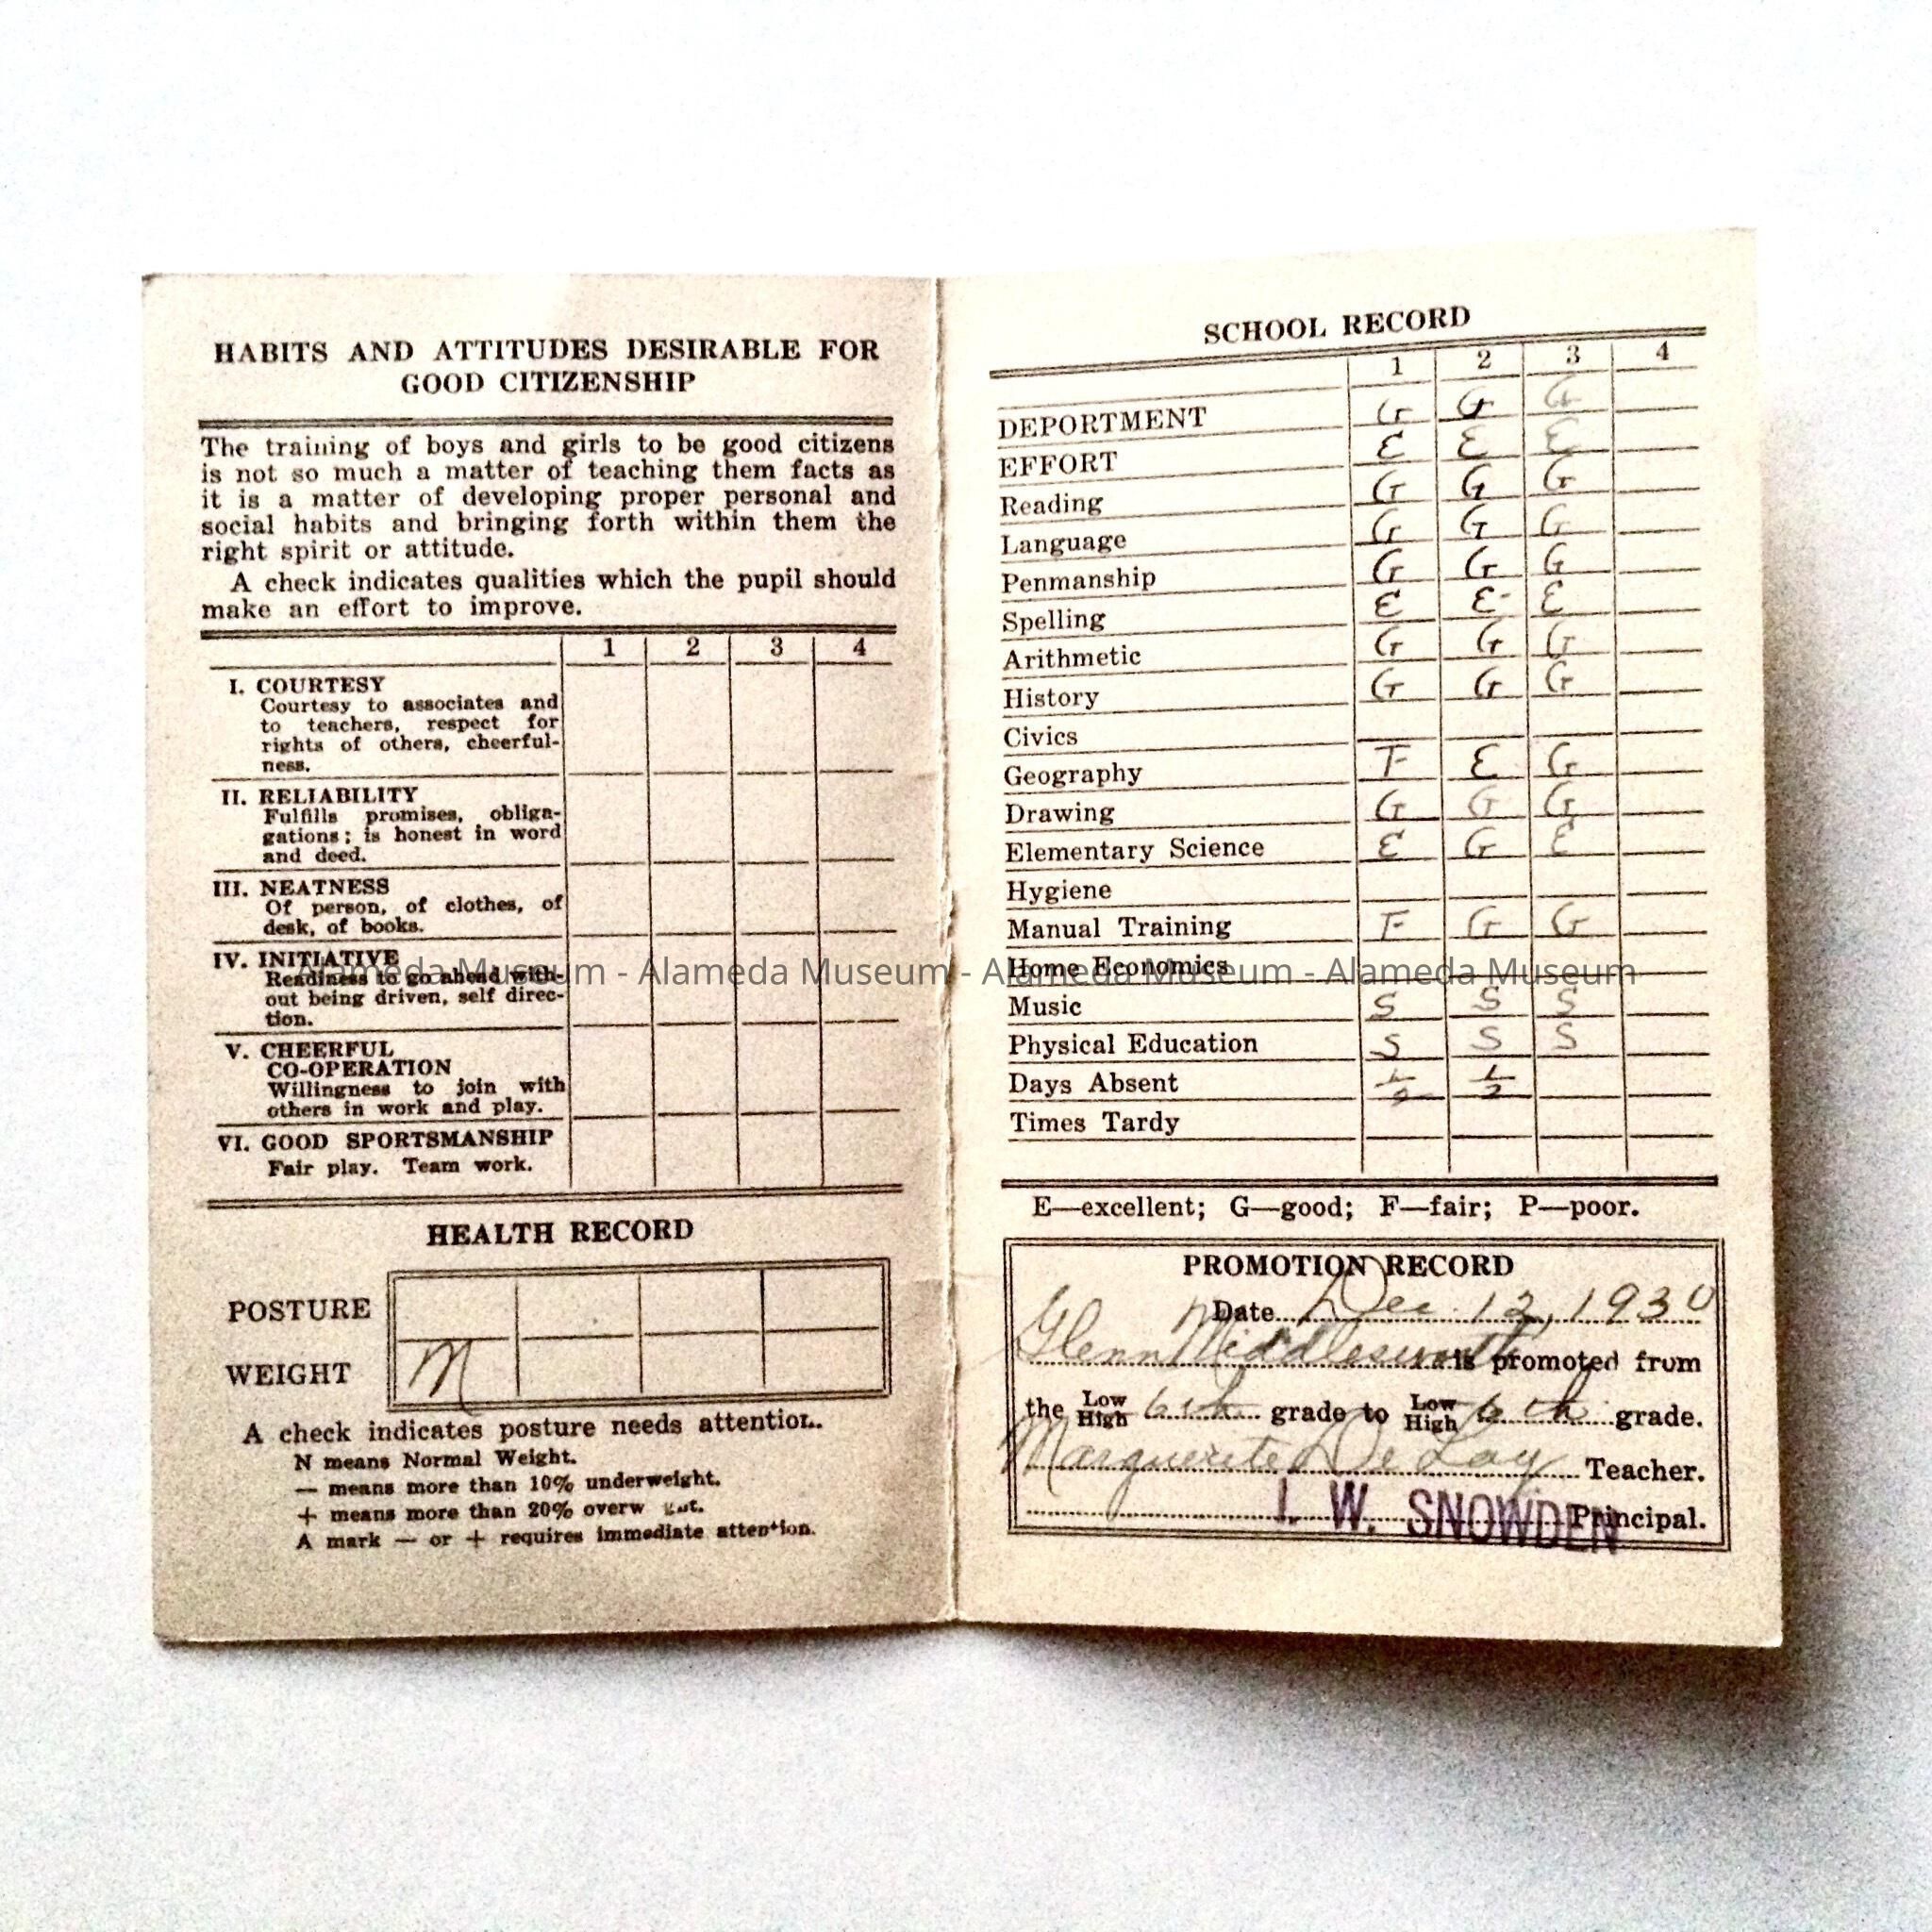 HABITS AND ATTITUDES DESIRABLE FOR
GOOD CITIZENSHIP
The training of boys and girls to be good citizens
is not so much a matter of teaching them facts as
it is a matter of developing proper personal and
social habits and bringing forth within them the
right spirit or attitude.
A check indicates qualities which the pupil should
make an effort to improve.
1 2 3 4
I. COURTESY
Courtesy to associates and
to teachers, respect for
rights of others, cheerful-
ness.
II. RELIABILITY
Fulfills promises, obliga-
gations; is honest in word
and deed.
III. NEATNESS
Of person, of clothes, of
desk, of books.
IV. INITIATIVE
Readiness to go ahead with-
out being driven, self direc-
tion.
V. CHEERFUL
CO-OPERATION
Willingness to join with
others in work and play.
VI. GOOD SPORTSMANSHIP
Fair play. Team work.
HEALTH RECORD
POSTURE
WEIGHT N
A check indicates posture needs attention.
N means Normal Weight.
— means more than 10% underweight.
+ means more than 20%
A mark — or + requires immediate attention.
SCHOOL RECORD
1 2 3 4
DEPORTMENT G G G
EFFORT E E E
Reading G G G
Language G G G
Penmanship G G G
Spelling E E- E
Arithmetic G G G
History G G G
Civics
Geography F E G
Drawing G G G
Elementary Science E G E
Hygiene
Manual Training F G G
Home Economics
Music S S S
Physical Education S S S
Days Absent 1/2 1/2
Times Tardy
E—excellent; G—good; F—fair; P—poor.
PROMOTION RECORD
Date Dec. 12, 1930
Glenn Middlesworth is promoted from
the Low High 6th grade to Low High 6th grade.
Marguerite De Loy Teacher.
I. W. SNOWDEN Principal.
Alameda Museum - Alameda Museum - Alameda Museum - Alameda Museum